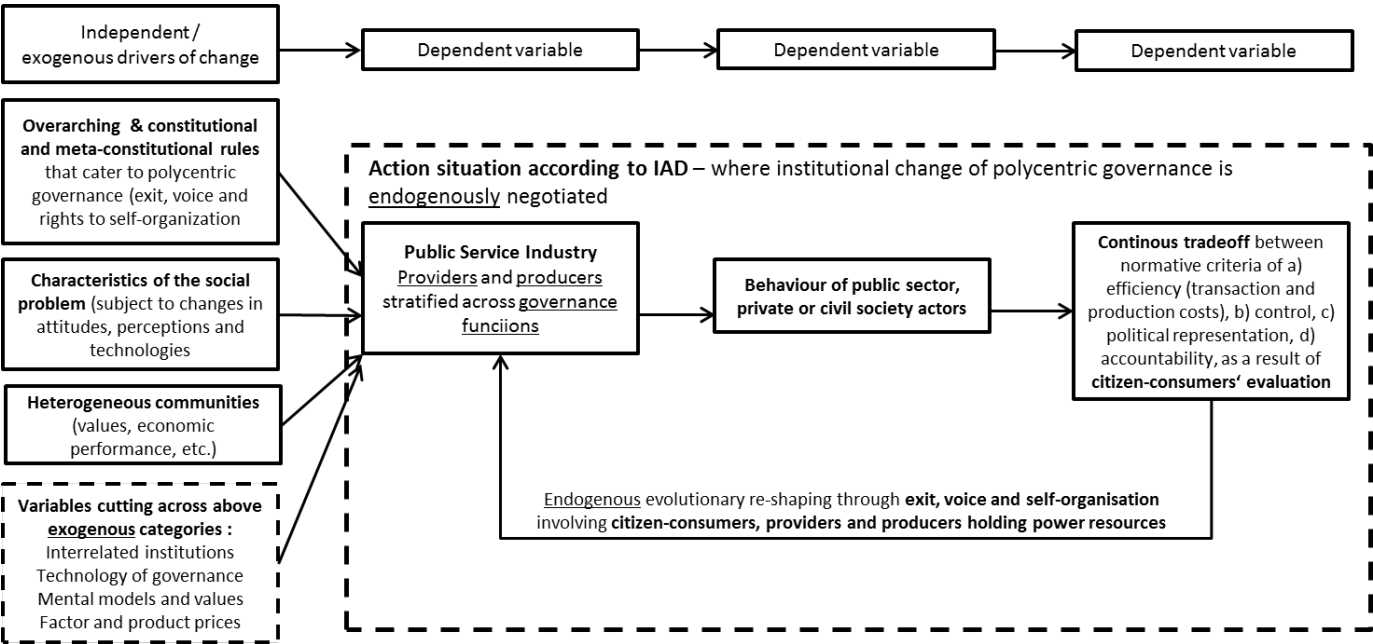 Independent /
exogenous drivers of change
Dependent variable
Dependent variable
Dependent variable
Overarching & constitutional
and meta-constitutional rules
that cater to polycentric
governance (exit, voice and
rights to self-organization
Characteristics of the social
problem (subject to changes in
attitudes, perceptions and
technologies
Heterogeneous communities
(values, economic
performance, etc.)
Variables cutting across above
exogenous categories :
Interrelated institutions
Technology of governance
Mental models and values
Factor and product prices
Action situation according to IAD – where institutional change of polycentric governance is
endogenously negotiated
Public Service Industry
Providers and producers
stratified across governance
funciions
Behaviour of public sector,
private or civil society actors
Continous tradeoff between
normative criteria of a)
efficiency (transaction and
production costs), b) control, c)
political representation, d)
accountability, as a result of
citizen-consumers‘ evaluation
Endogenous evolutionary re-shaping through exit, voice and self-organisation
involving citizen-consumers, providers and producers holding power resources